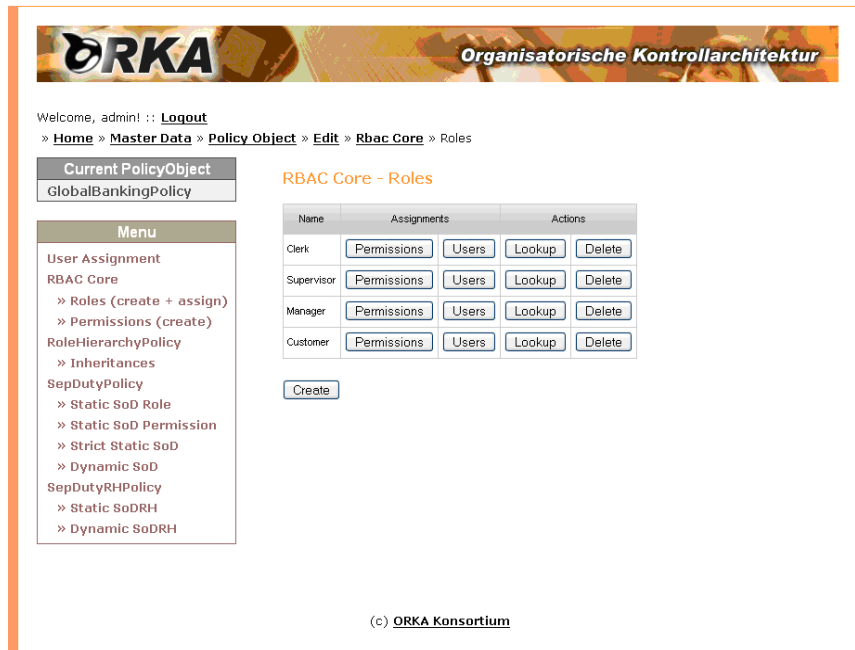 ORKA
Organisatorische Kontrollarchitektur
Welcome, admin! :: Logout
» Home » Master Data » Policy Object » Edit » Rbac Core » Roles
Current PolicyObject
GlobalBankingPolicy
Menu
User Assignment
RBAC Core
» Roles (create + assign)
» Permissions (create)
RoleHierarchyPolicy
» Inheritances
SepDutyPolicy
» Static SoD Role
» Static SoD Permission
» Strict Static SoD
» Dynamic SoD
SepDutyRHPolicy
» Static SoDRH
» Dynamic SoDRH
RBAC Core - Roles
Name Assignments Actions
Clerk Permissions Users Lookup Delete
Supervisor Permissions Users Lookup Delete
Manager Permissions Users Lookup Delete
Customer Permissions Users Lookup Delete
Create
(c) ORKA Konsortium